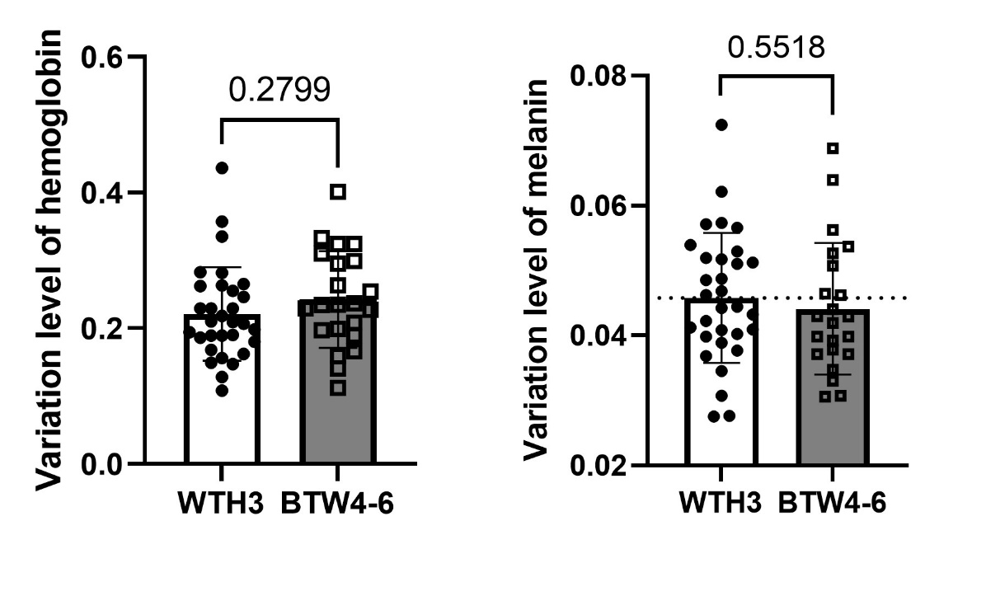 Variation level of hemoglobin
0.6
0.4
0.2
0.0
0.2799
WTH3 BTW4-6
Variation level of melanin
0.08
0.06
0.04
0.02
0.5518
WTH3 BTW4-6